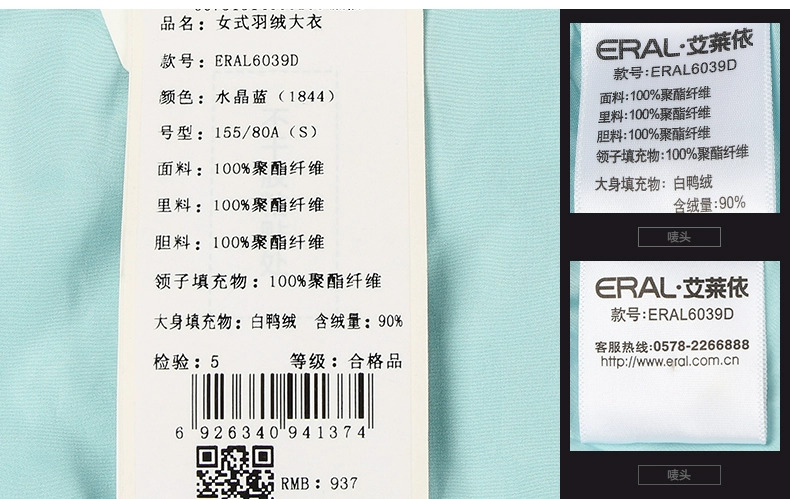 品名：女式羽绒大衣
款号：ERAL6039D
颜色：水晶蓝（1844）
号型：155/80A（S）
面料：100%聚酯纤维
里料：100%聚酯纤维
胆料：100%聚酯纤维
领子填充物：100%聚酯纤维
大身填充物：白鸭绒 含绒量：90%
检验：5 等级：合格品
6 926340 941374
RMB：937
ERAL·艾莱依
款号:ERAL6039D
面料:100%聚酯纤维
里料:100%聚酯纤维
胆料:100%聚酯纤维
领子填充物:100%聚酯纤维
大身填充物: 白鸭绒
含绒量:90%
唛头
ERAL·艾莱依
款号:ERAL6039D
客服热线:0578-2266888
http://www.eral.com.cn
唛头